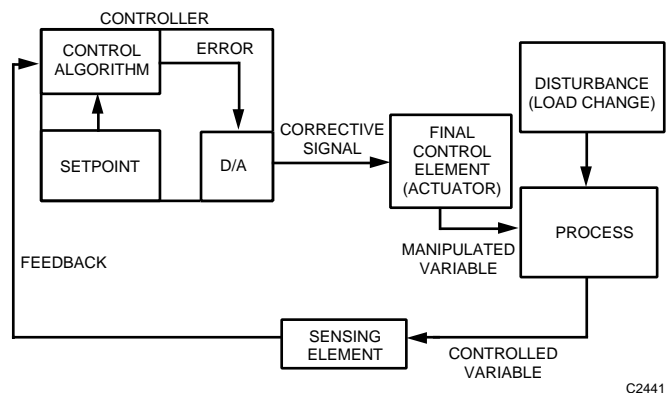 CONTROLLER
CONTROL
ALGORITHM
ERROR
SETPOINT
D/A
CORRECTIVE
SIGNAL
FINAL
CONTROL
ELEMENT
(ACTUATOR)
DISTURBANCE
(LOAD CHANGE)
PROCESS
MANIPULATED
VARIABLE
FEEDBACK
SENSING
ELEMENT
CONTROLLED
VARIABLE
C2441